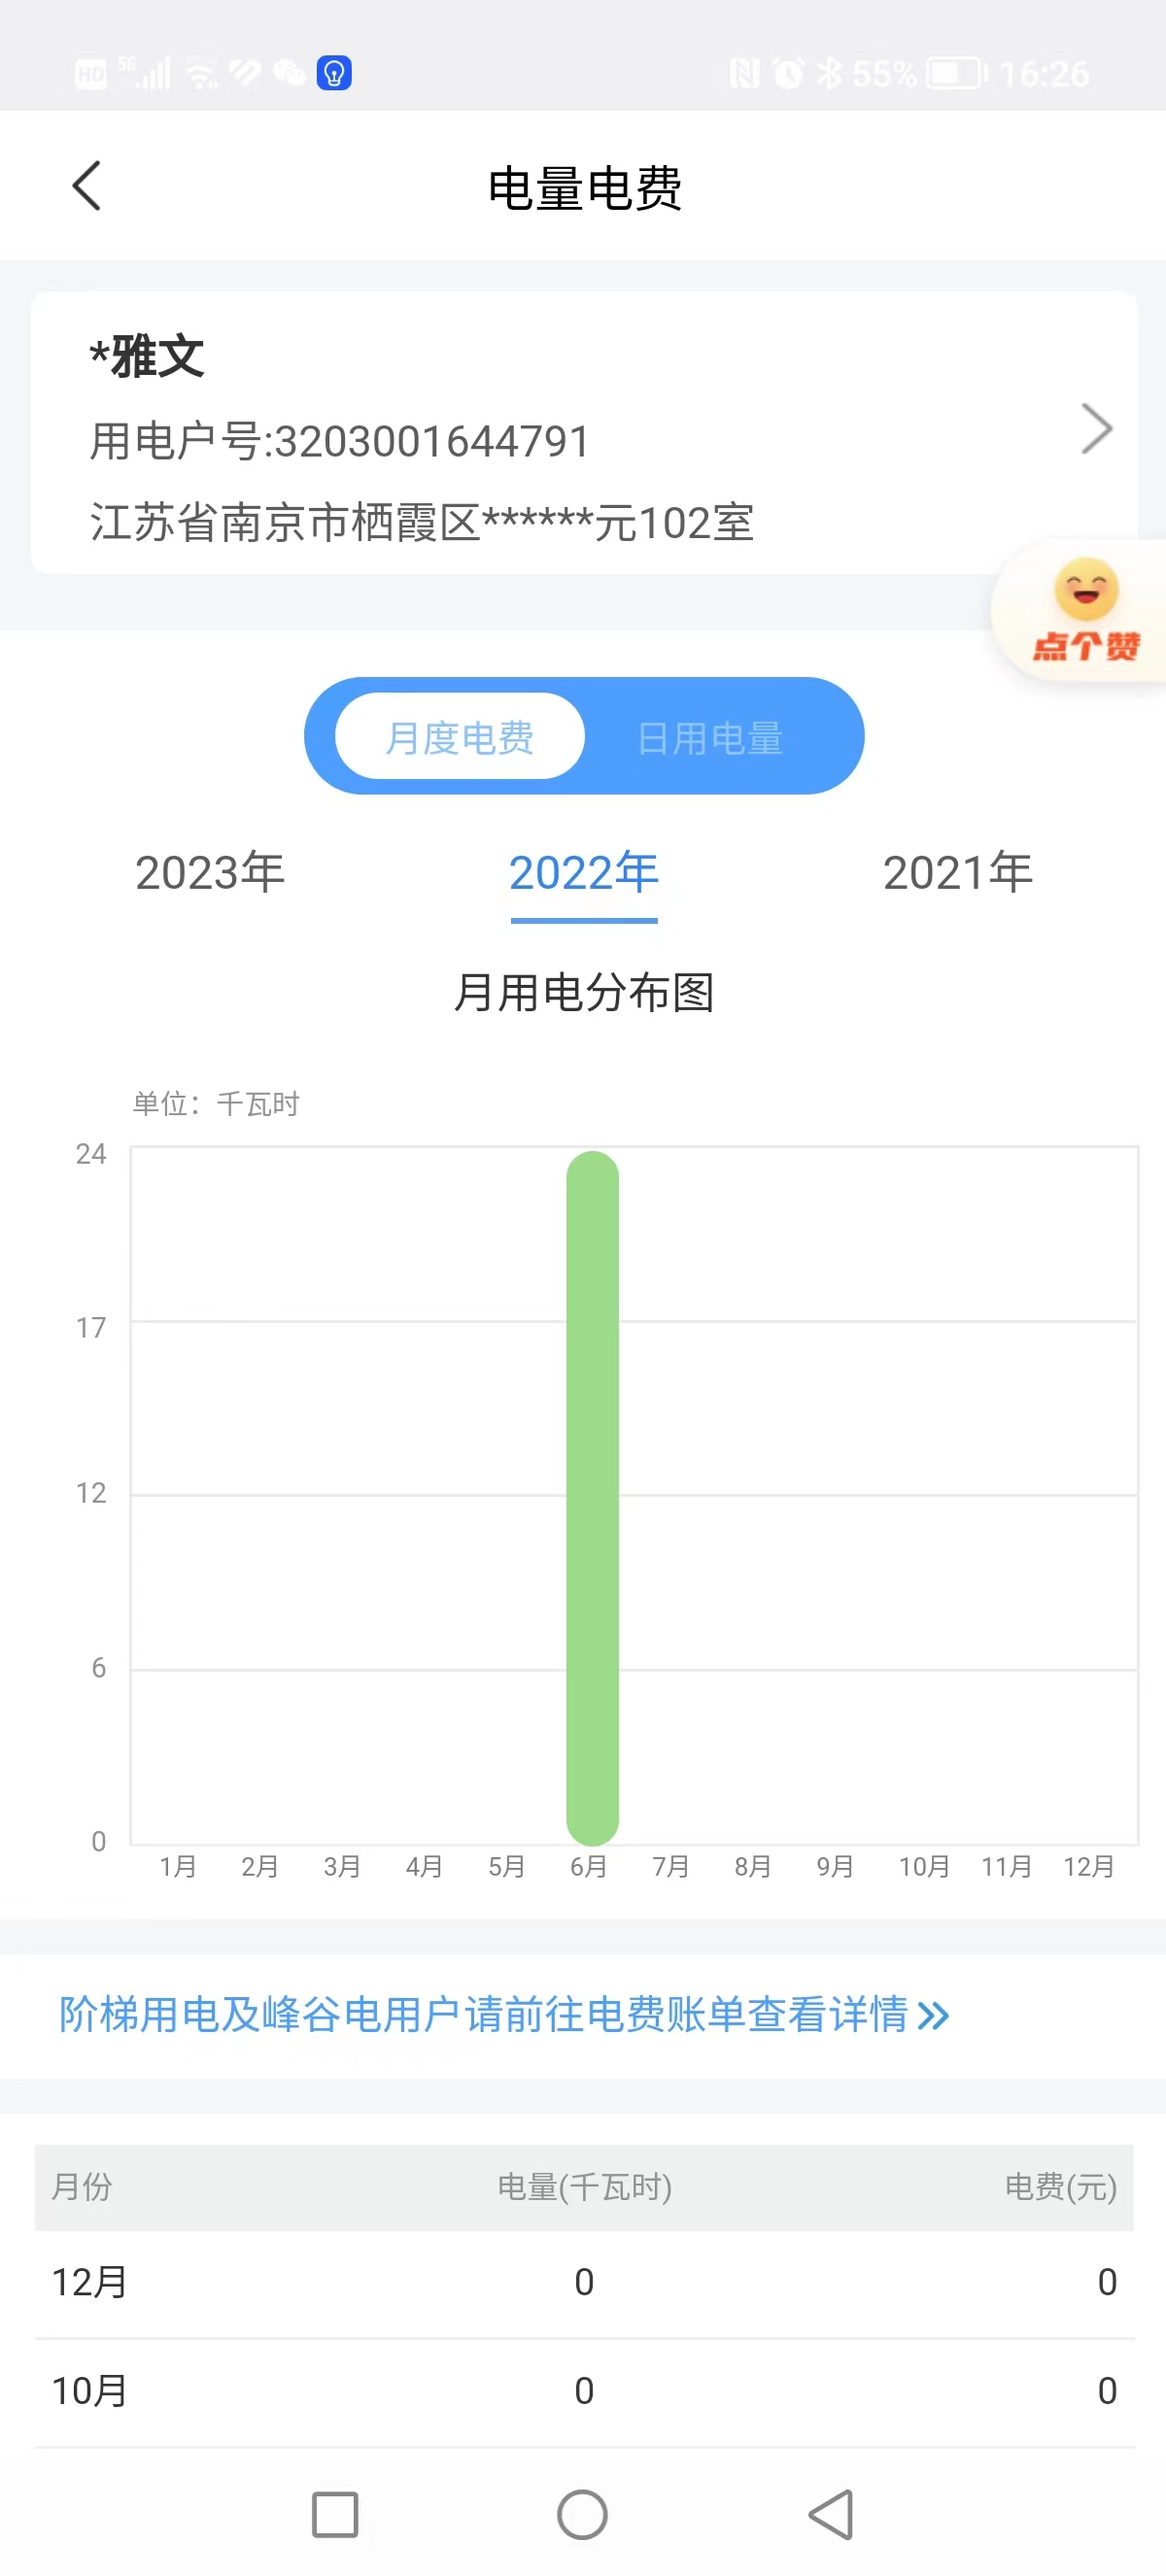 HD 5G 55% 16:26
电量电费
*雅文
用电户号:3203001644791
江苏省南京市栖霞区******元102室
点个赞
月度电费 日用电量
2023年 2022年 2021年
月用电分布图
单位：千瓦时
24
17
12
6
0
1月 2月 3月 4月 5月 6月 7月 8月 9月 10月 11月 12月
阶梯用电及峰谷电用户请前往电费账单查看详情
月份 电量(千瓦时) 电费(元)
12月 0 0
10月 0 0